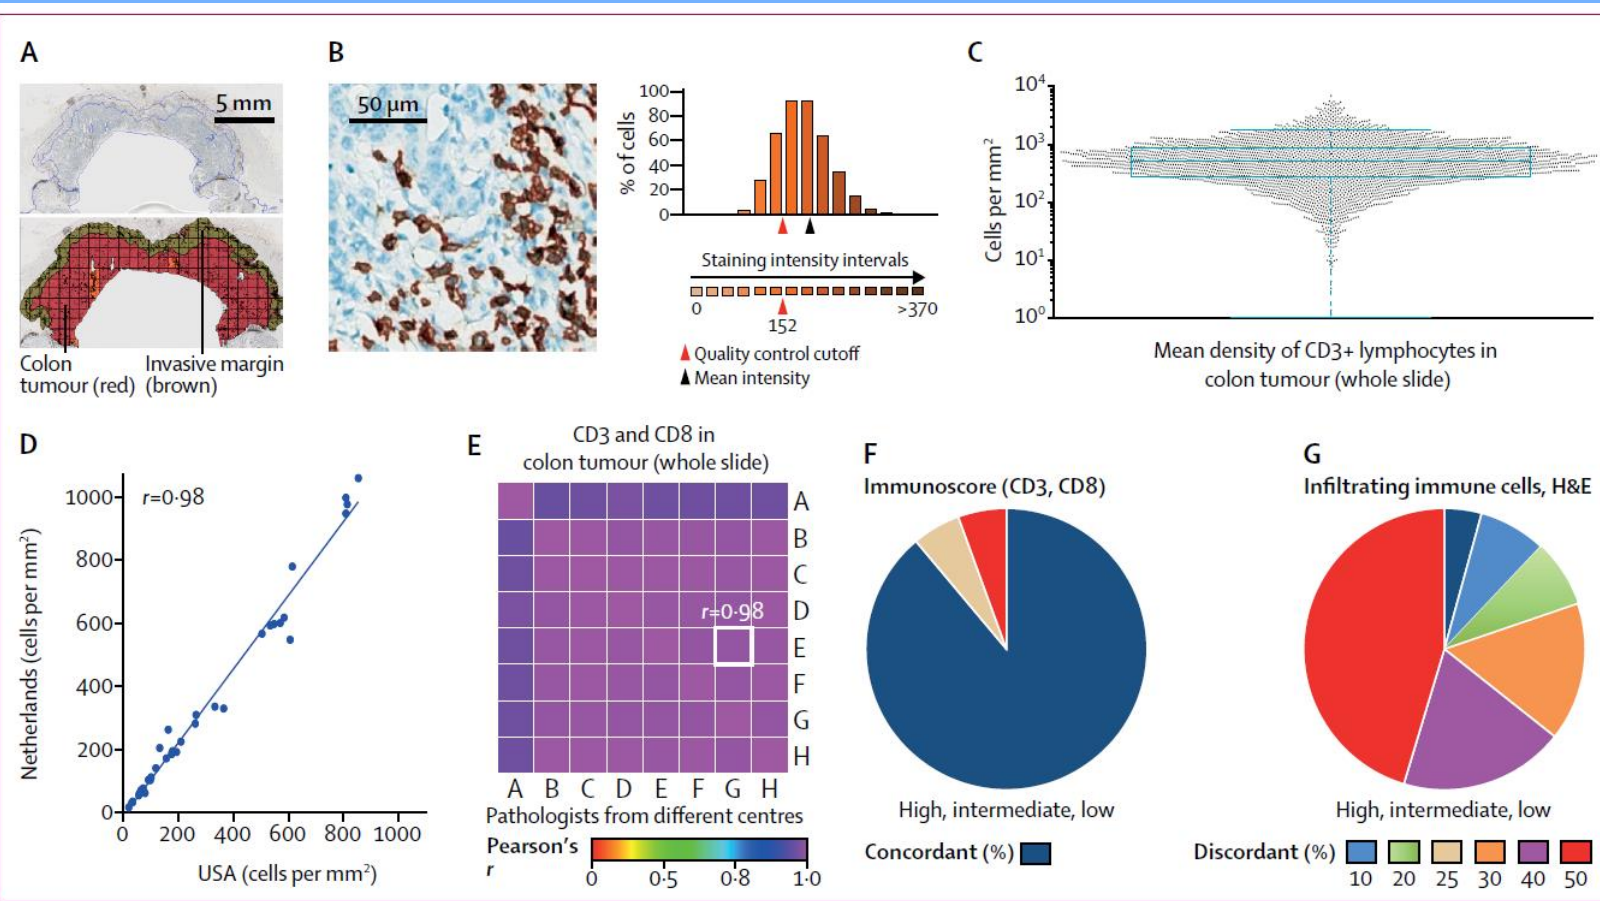 A
5 mm
Colon
tumour (red)
Invasive margin
(brown)
B
50 µm
% of cells
100
80
60
40
20
0
Staining intensity intervals
0
>370
152
Quality control cutoff
Mean intensity
C
Cells per mm²
10⁴
10³
10²
10¹
10⁰
Mean density of CD3+ lymphocytes in
colon tumour (whole slide)
D
r=0·98
Netherlands (cells per mm²)
1000
800
600
400
200
0
0 200 400 600 800 1000
USA (cells per mm²)
E
CD3 and CD8 in
colon tumour (whole slide)
A
B
C
D
r=0·98
E
F
G
H
A B C D E F G H
Pathologists from different centres
Pearson's
r
0 0·5 0·8 1·0
F
Immunoscore (CD3, CD8)
High, intermediate, low
Concordant (%)
G
Infiltrating immune cells, H&E
High, intermediate, low
Discordant (%)
10 20 25 30 40 50